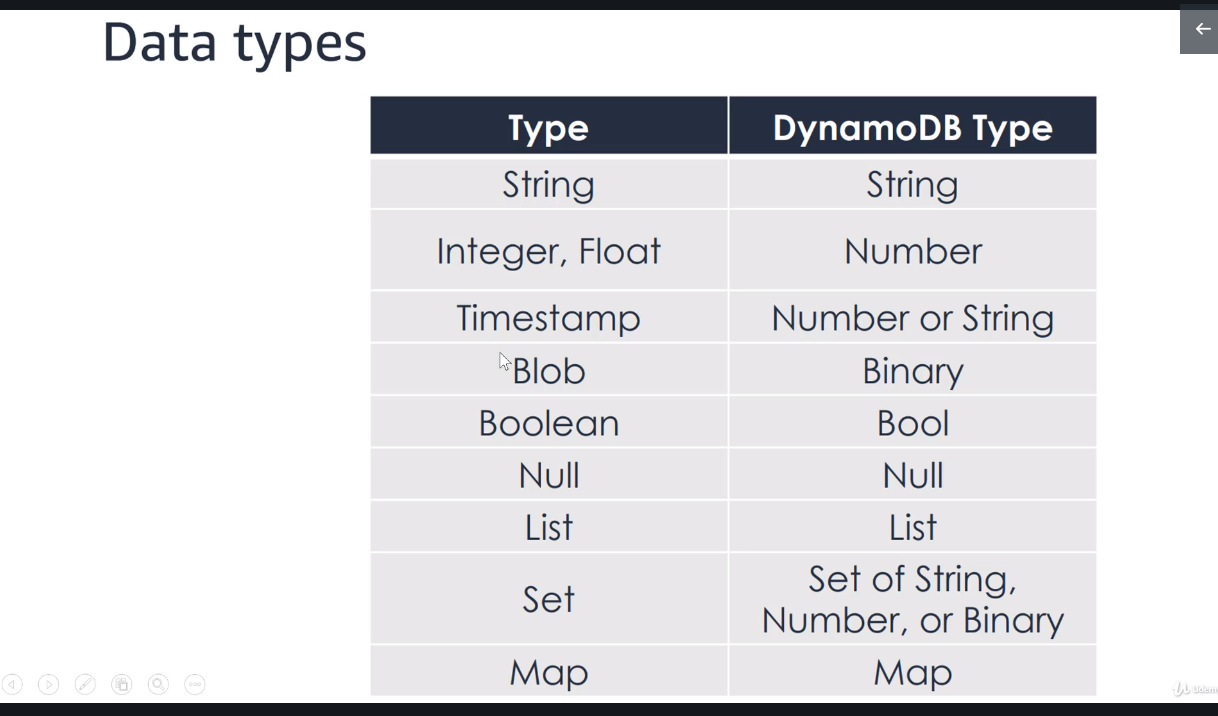 Data types
Type DynamoDB Type
String String
Integer, Float Number
Timestamp Number or String
Blob Binary
Boolean Bool
Null Null
List List
Set Set of String,
Number, or Binary
Map Map